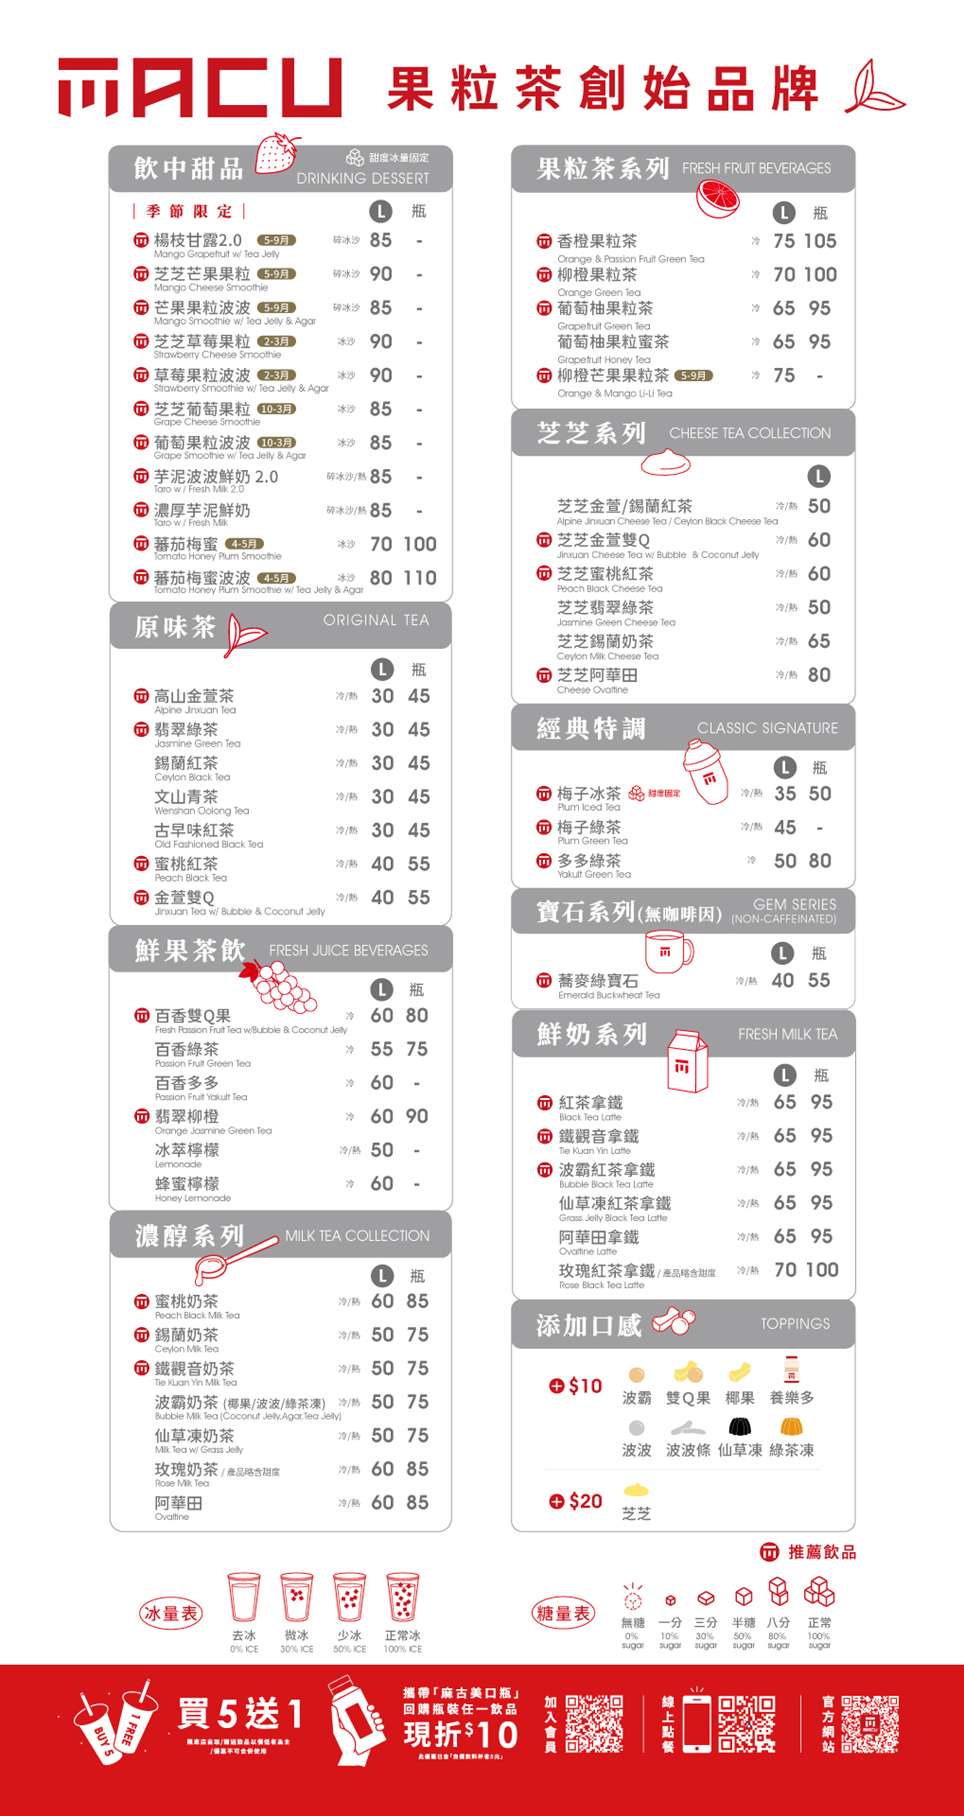 MACU 果粒茶創始品牌
飲中甜品 甜度冰量固定
DRINKING DESSERT
季節限定 L 瓶
楊枝甘露2.0 5-9月 碎冰沙 85 -
Mango Grapefruit w/ Tea Jelly
芝芝芒果果粒 5-9月 碎冰沙 90 -
Mango Cheese Smoothie
芒果果粒波波 5-9月 碎冰沙 85 -
Mango Smoothie w/ Tea Jelly & Agar
芝芝草莓果粒 2-3月 冰沙 90 -
Strawberry Cheese Smoothie
草莓果粒波波 2-3月 冰沙 90 -
Strawberry Smoothie w/ Tea Jelly & Agar
芝芝葡萄果粒 10-3月 冰沙 85 -
Grape Cheese Smoothie
葡萄果粒波波 10-3月 冰沙 85 -
Grape Smoothie w/ Tea Jelly & Agar
芋泥波波鮮奶 2.0 碎冰沙/熱 85 -
Taro w / Fresh Milk 2.0
濃厚芋泥鮮奶 碎冰沙/熱 85 -
Taro w / Fresh Milk
蕃茄梅蜜 4-5月 冰沙 70 100
Tomato Honey Plum Smoothie
蕃茄梅蜜波波 4-5月 冰沙 80 110
Tomato Honey Plum Smoothie w/ Tea Jelly & Agar
原味茶 ORIGINAL TEA
L 瓶
高山金萱茶 冷/熱 30 45
Alpine Jinxuan Tea
翡翠綠茶 冷/熱 30 45
Jasmine Green Tea
錫蘭紅茶 冷/熱 30 45
Ceylon Black Tea
文山青茶 冷/熱 30 45
Wenshan Oolong Tea
古早味紅茶 冷/熱 30 45
Old Fashioned Black Tea
蜜桃紅茶 冷/熱 40 55
Peach Black Tea
金萱雙Q 冷/熱 40 55
Jinxuan Tea w/ Bubble & Coconut Jelly
鮮果茶飲 FRESH JUICE BEVERAGES
L 瓶
百香雙Q果 冷 60 80
Fresh Passion Fruit Tea w/Bubble & Coconut Jelly
百香綠茶 冷 55 75
Passion Fruit Green Tea
百香多多 冷 60 -
Passion Fruit Yakult Tea
翡翠柳橙 冷 60 90
Orange Jasmine Green Tea
冰萃檸檬 冷/熱 50 -
Lemonade
蜂蜜檸檬 冷 60 -
Honey Lemonade
濃醇系列 MILK TEA COLLECTION
L 瓶
蜜桃奶茶 冷/熱 60 85
Peach Black Milk Tea
錫蘭奶茶 冷/熱 50 75
Ceylon Milk Tea
鐵觀音奶茶 冷/熱 50 75
Tie Kuan Yin Milk Tea
波霸奶茶 (椰果/波波/綠茶凍) 冷/熱 50 75
Bubble Milk Tea (Coconut Jelly,Agar,Tea Jelly)
仙草凍奶茶 冷/熱 50 75
Milk Tea w/ Grass Jelly
玫瑰奶茶 / 產品略含甜度 冷/熱 60 85
Rose Milk Tea
阿華田 冷/熱 60 85
Ovaltine
果粒茶系列 FRESH FRUIT BEVERAGES
L 瓶
香橙果粒茶 冷 75 105
Orange & Passion Fruit Green Tea
柳橙果粒茶 冷 70 100
Orange Green Tea
葡萄柚果粒茶 冷 65 95
Grapefruit Green Tea
葡萄柚果粒蜜茶 冷 65 95
Grapefruit Honey Tea
柳橙芒果果粒茶 5-9月 冷 75 -
Orange & Mango Li-Li Tea
芝芝系列 CHEESE TEA COLLECTION
L
芝芝金萱/錫蘭紅茶 冷/熱 50
Alpine Jinxuan Cheese Tea / Ceylon Black Cheese Tea
芝芝金萱雙Q 冷/熱 60
Jinxuan Cheese Tea w/ Bubble & Coconut Jelly
芝芝蜜桃紅茶 冷/熱 60
Peach Black Cheese Tea
芝芝翡翠綠茶 冷/熱 50
Jasmine Green Cheese Tea
芝芝錫蘭奶茶 冷/熱 65
Ceylon Milk Cheese Tea
芝芝阿華田 冷/熱 80
Cheese Ovaltine
經典特調 CLASSIC SIGNATURE
L 瓶
梅子冰茶 甜度固定 冷/熱 35 50
Plum Iced Tea
梅子綠茶 冷/熱 45 -
Plum Green Tea
多多綠茶 冷 50 80
Yakult Green Tea
寶石系列(無咖啡因) GEM SERIES
(NON-CAFFEINATED)
L 瓶
蕎麥綠寶石 冷/熱 40 55
Emerald Buckwheat Tea
鮮奶系列 FRESH MILK TEA
L 瓶
紅茶拿鐵 冷/熱 65 95
Black Tea Latte
鐵觀音拿鐵 冷/熱 65 95
Tie Kuan Yin Latte
波霸紅茶拿鐵 冷/熱 65 95
Bubble Black Tea Latte
仙草凍紅茶拿鐵 冷/熱 65 95
Grass Jelly Black Tea Latte
阿華田拿鐵 冷/熱 65 95
Ovaltine Latte
玫瑰紅茶拿鐵 / 產品略含甜度 冷/熱 70 100
Rose Black Tea Latte
添加口感 TOPPINGS
+$10
波霸 雙Q果 椰果 養樂多
波波 波波條 仙草凍 綠茶凍
+$20
芝芝
推薦飲品
冰量表
去冰 微冰 少冰 正常冰
0% ICE 30% ICE 50% ICE 100% ICE
糖量表
無糖 一分 三分 半糖 八分 正常
0% 10% 30% 50% 80% 100%
sugar sugar sugar sugar sugar sugar
BUY 5 1 FREE
買5送1
限來店自取/贈送飲品以價低者為主
/優惠不可合併使用
攜帶「麻古美口瓶」
回購瓶裝任一飲品
現折$10
此優惠已含「自備飲料杯省5元」
加入會員
線上點餐
官方網站